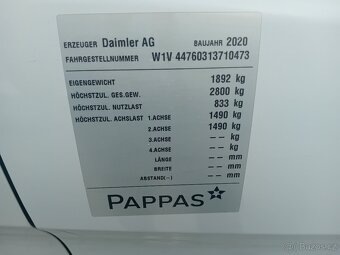 ERZEUGER Daimler AG BAUJAHR 2020
FAHRGESTELLNUMMER W1V 44760313710473
EIGENGEWICHT 1892 kg
HÖCHSTZUL. GES.GEW. 2800 kg
HÖCHSTZUL. NUTZLAST 833 kg
HÖCHSTZUL. ACHSLAST 1.ACHSE 1490 kg
2.ACHSE 1490 kg
3.ACHSE -- kg
4.ACHSE -- kg
LÄNGE -- mm
BREITE -- mm
ABSTAND(-) -- mm
PAPPAS